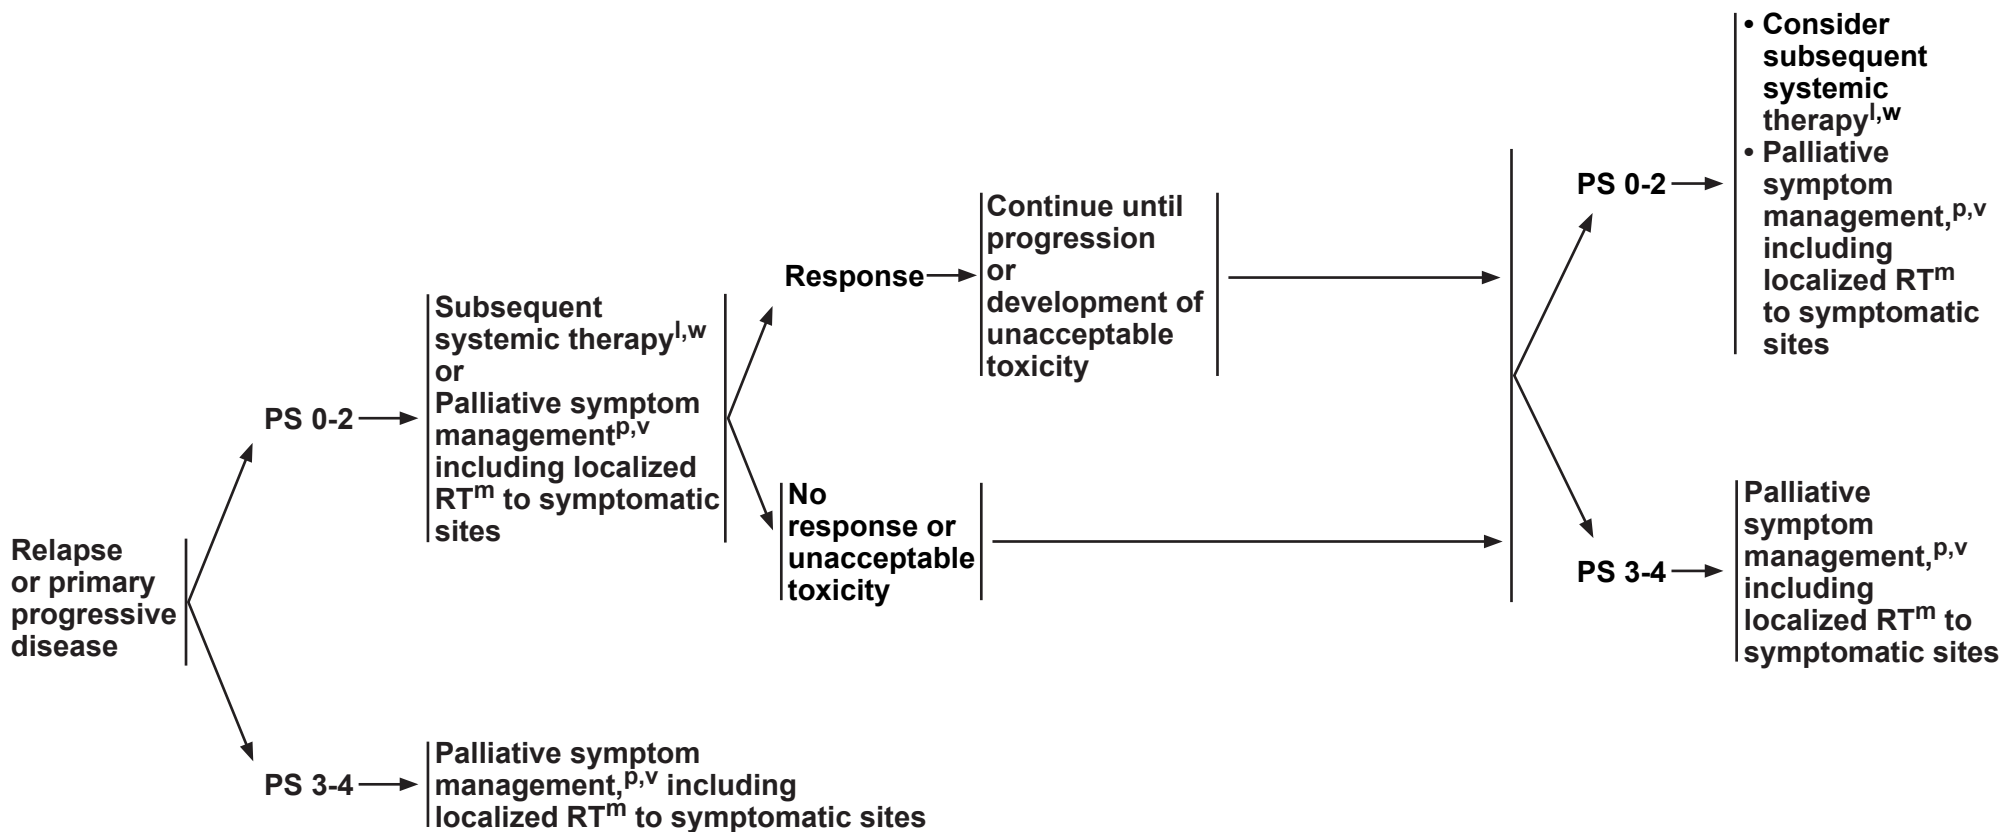 Relapse
or primary
progressive
disease
PS 0-2
Subsequent
systemic therapyl,w
or
Palliative symptom
managementp,v
including localized
RTm to symptomatic
sites
Response
Continue until
progression
or
development of
unacceptable
toxicity
No
response or
unacceptable
toxicity
PS 0-2
• Consider
subsequent
systemic
therapyl,w
• Palliative
symptom
management,p,v
including
localized RTm
to symptomatic
sites
PS 3-4
Palliative
symptom
management,p,v
including
localized RTm to
symptomatic sites
PS 3-4
Palliative symptom
management,p,v including
localized RTm to symptomatic sites